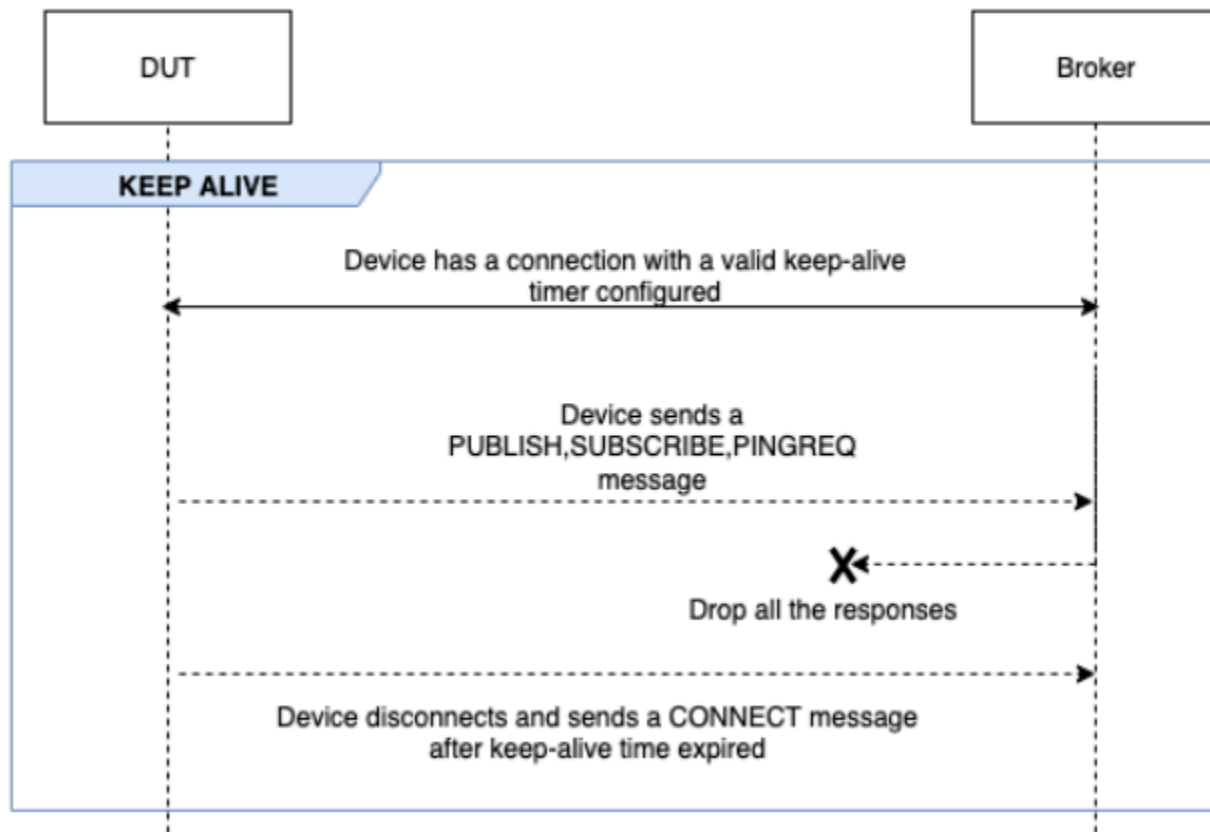 DUT
Broker
KEEP ALIVE
Device has a connection with a valid keep-alive
timer configured
Device sends a
PUBLISH,SUBSCRIBE,PINGREQ
message
Drop all the responses
Device disconnects and sends a CONNECT message
after keep-alive time expired